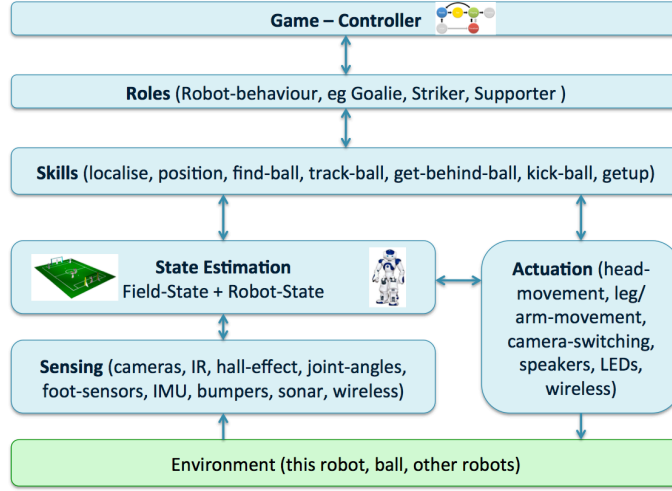 Game – Controller
Roles (Robot-behaviour, eg Goalie, Striker, Supporter )
Skills (localise, position, find-ball, track-ball, get-behind-ball, kick-ball, getup)
State Estimation
Field-State + Robot-State
Actuation (head-
movement, leg/
arm-movement,
camera-switching,
speakers, LEDs,
wireless)
Sensing (cameras, IR, hall-effect, joint-angles,
foot-sensors, IMU, bumpers, sonar, wireless)
Environment (this robot, ball, other robots)